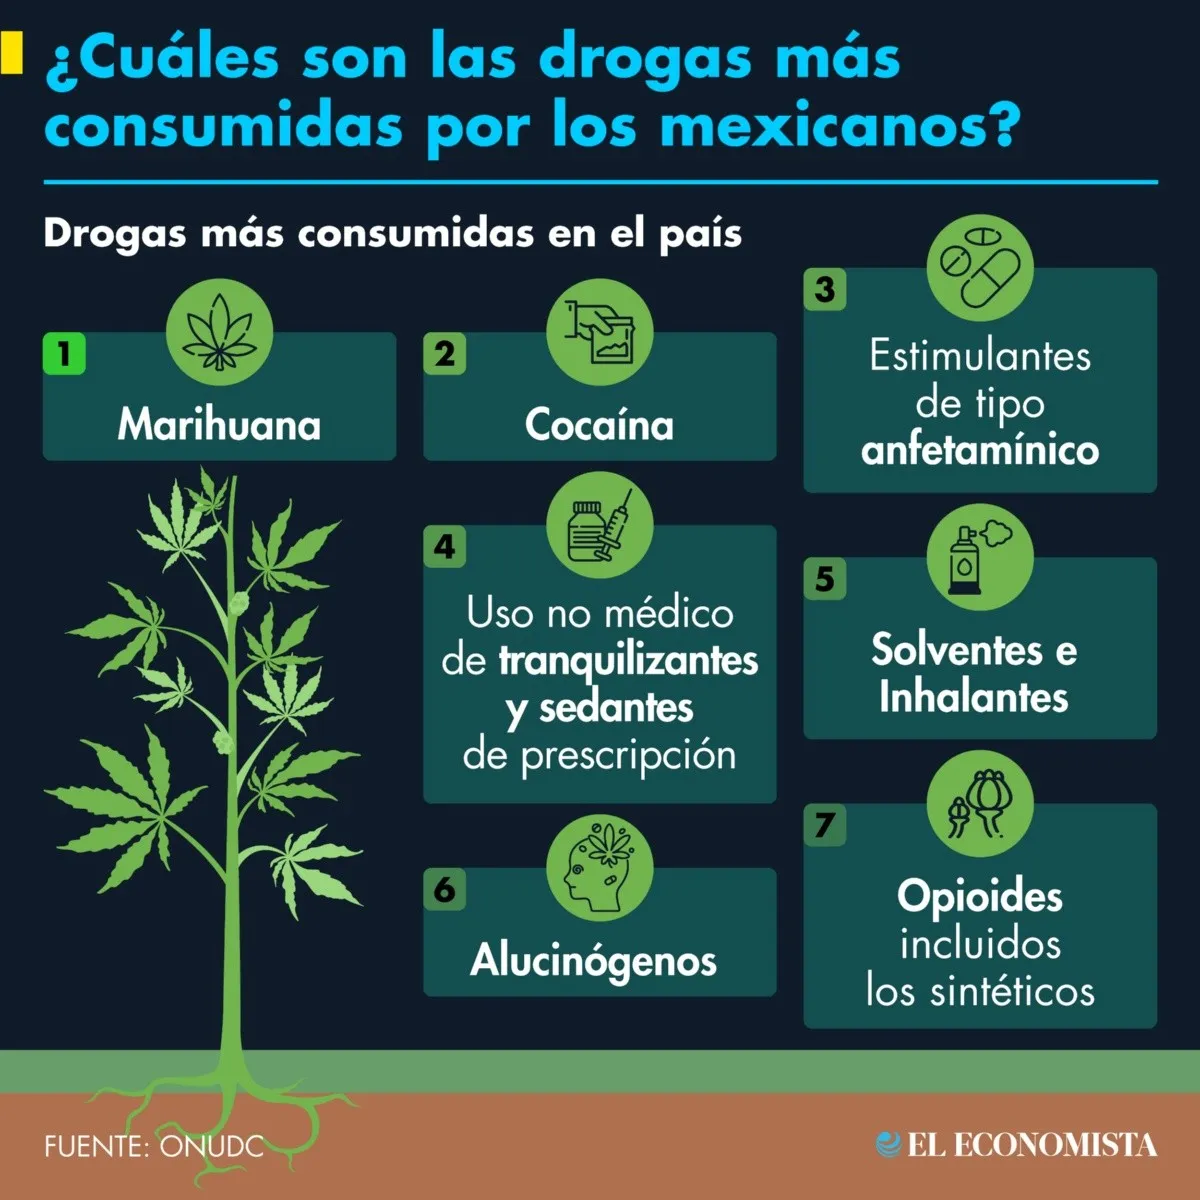 ¿Cuáles son las drogas más
consumidas por los mexicanos?
Drogas más consumidas en el país
1
Marihuana
2
Cocaína
3
Estimulantes
de tipo
anfetamínico
4
Uso no médico
de tranquilizantes
y sedantes
de prescripción
5
Solventes e
Inhalantes
6
Alucinógenos
7
Opioides
incluidos
los sintéticos
FUENTE: ONUDC
EL ECONOMISTA